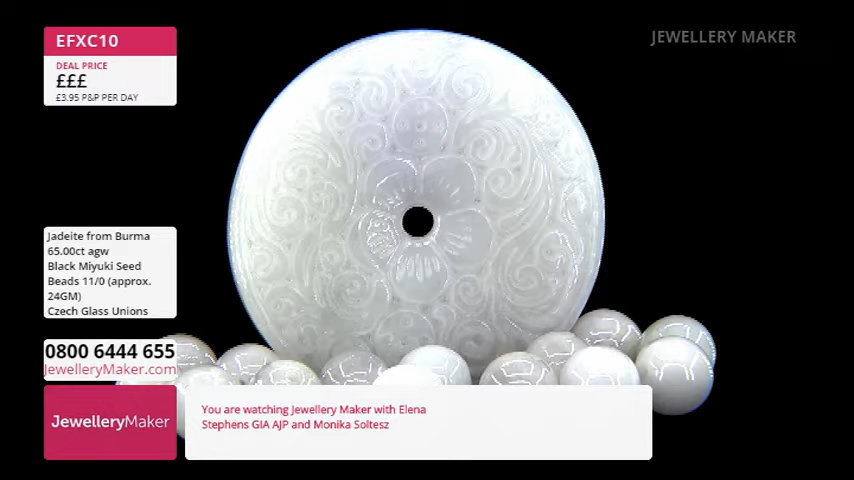 EFXC10
DEAL PRICE
£££
£3.95 P&P PER DAY
JEWELLERY MAKER
Jadeite from Burma
65.00ct agw
Black Miyuki Seed
Beads 11/0 (approx.
24GM)
Czech Glass Unions
0800 6444 655
JewelleryMaker.com
JewelleryMaker
You are watching Jewellery Maker with Elena
Stephens GIA AJP and Monika Soltesz